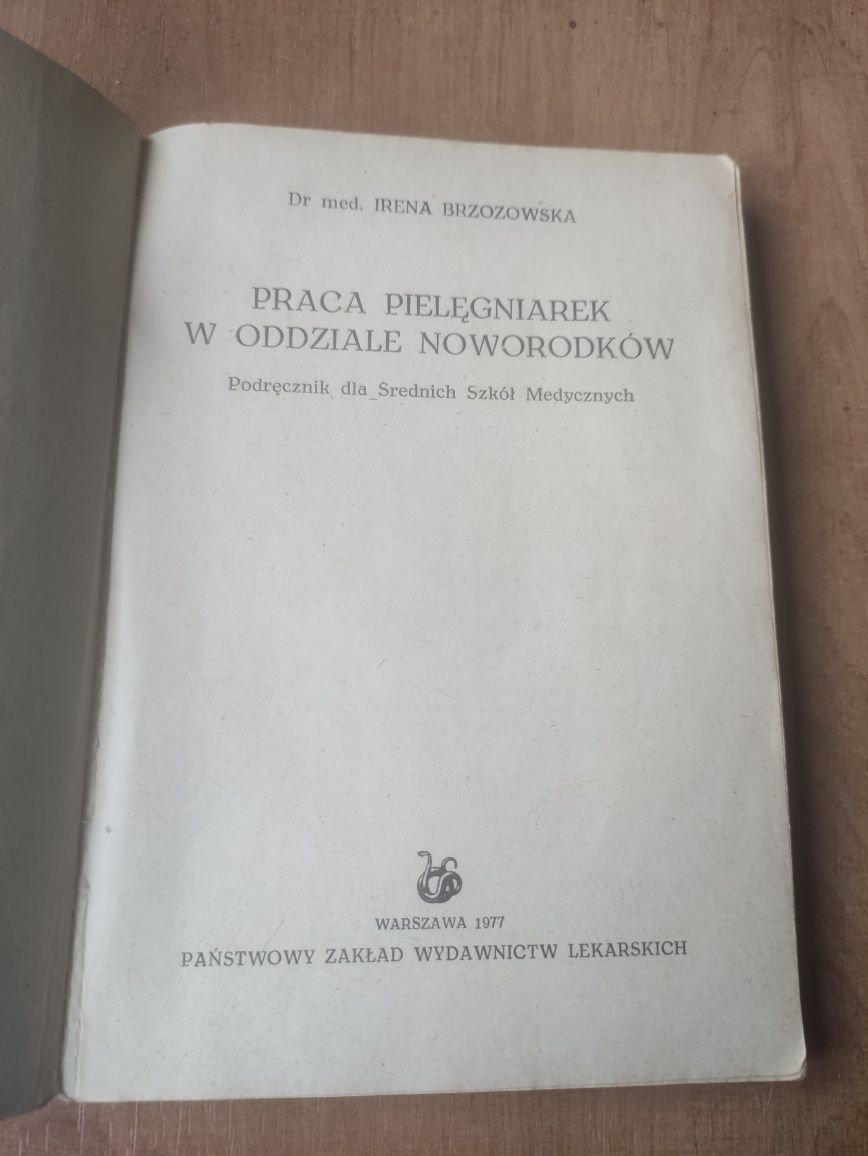 Dr med. IRENA BRZOZOWSKA
PRACA PIELĘGNIAREK
W ODDZIALE NOWORODKÓW
Podręcznik dla Średnich Szkół Medycznych
WARSZAWA 1977
PAŃSTWOWY ZAKŁAD WYDAWNICTW LEKARSKICH